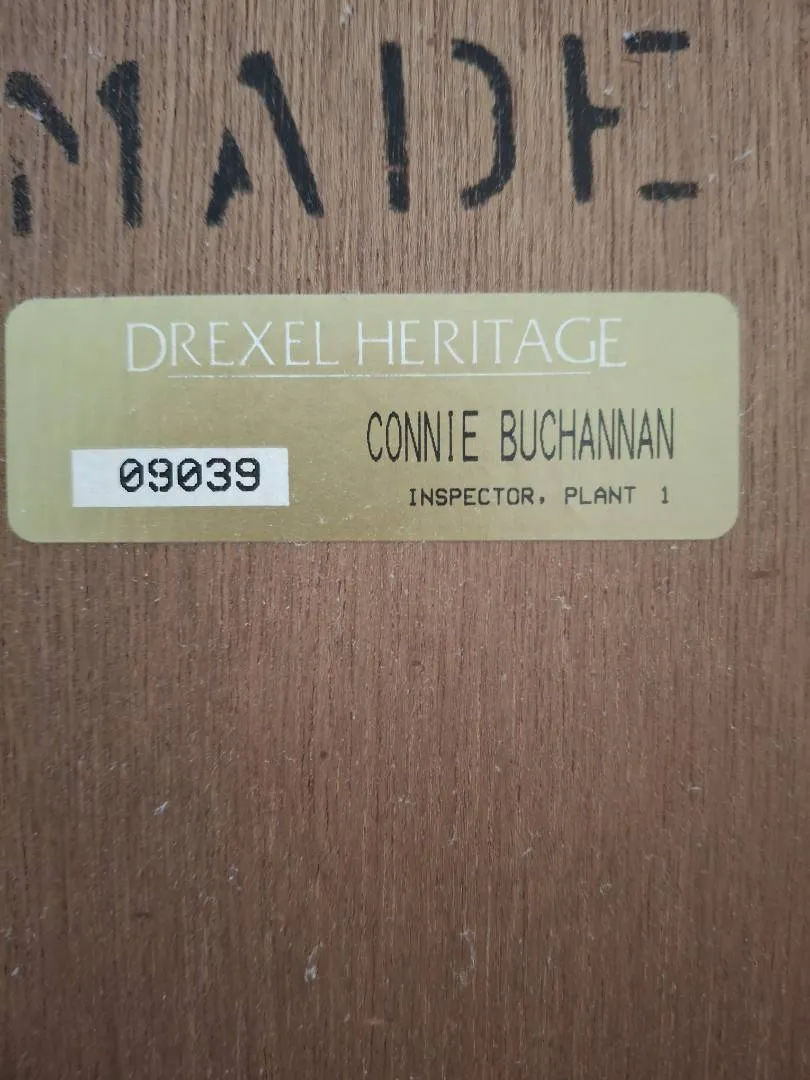 MADE
DREXEL HERITAGE
CONNIE BUCHANNAN
09039
INSPECTOR, PLANT 1